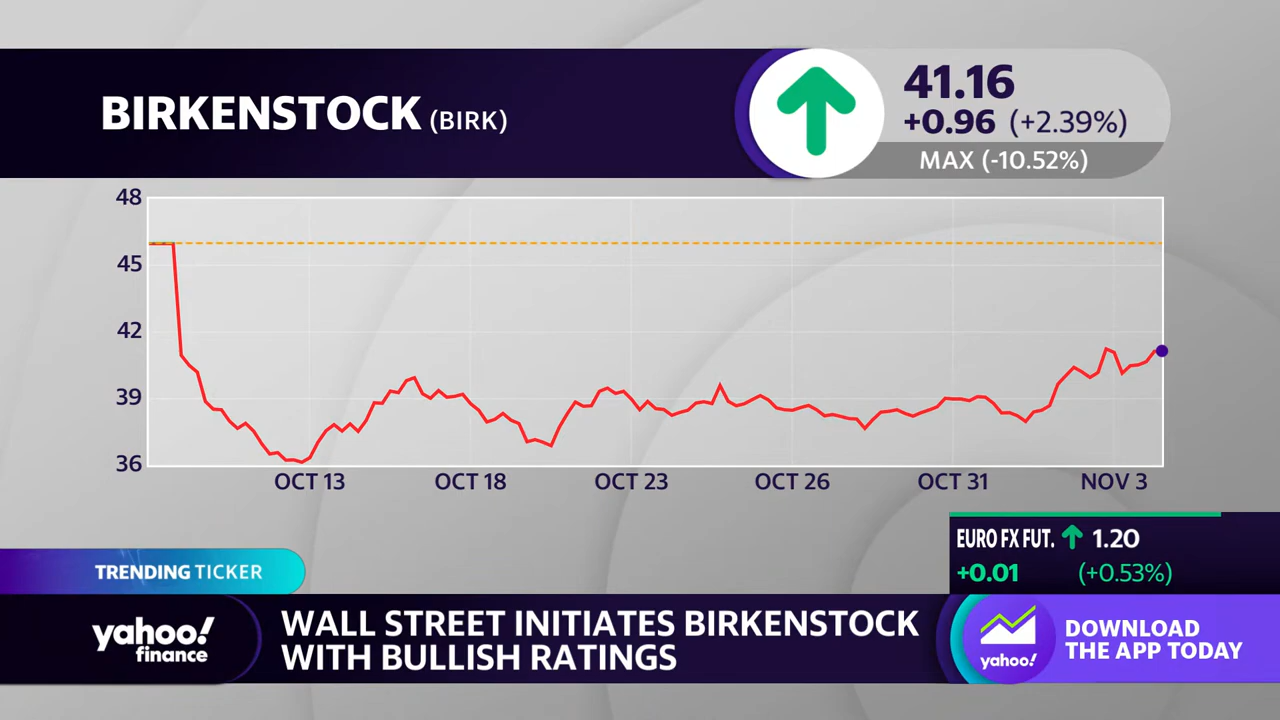 BIRKENSTOCK (BIRK)
41.16
+0.96 (+2.39%)
MAX (-10.52%)
48
45
42
39
36
OCT 13 OCT 18 OCT 23 OCT 26 OCT 31 NOV 3
EURO FX FUT. 1.20
+0.01 (+0.53%)
TRENDING TICKER
yahoo!
finance
WALL STREET INITIATES BIRKENSTOCK
WITH BULLISH RATINGS
yahoo!
DOWNLOAD
THE APP TODAY